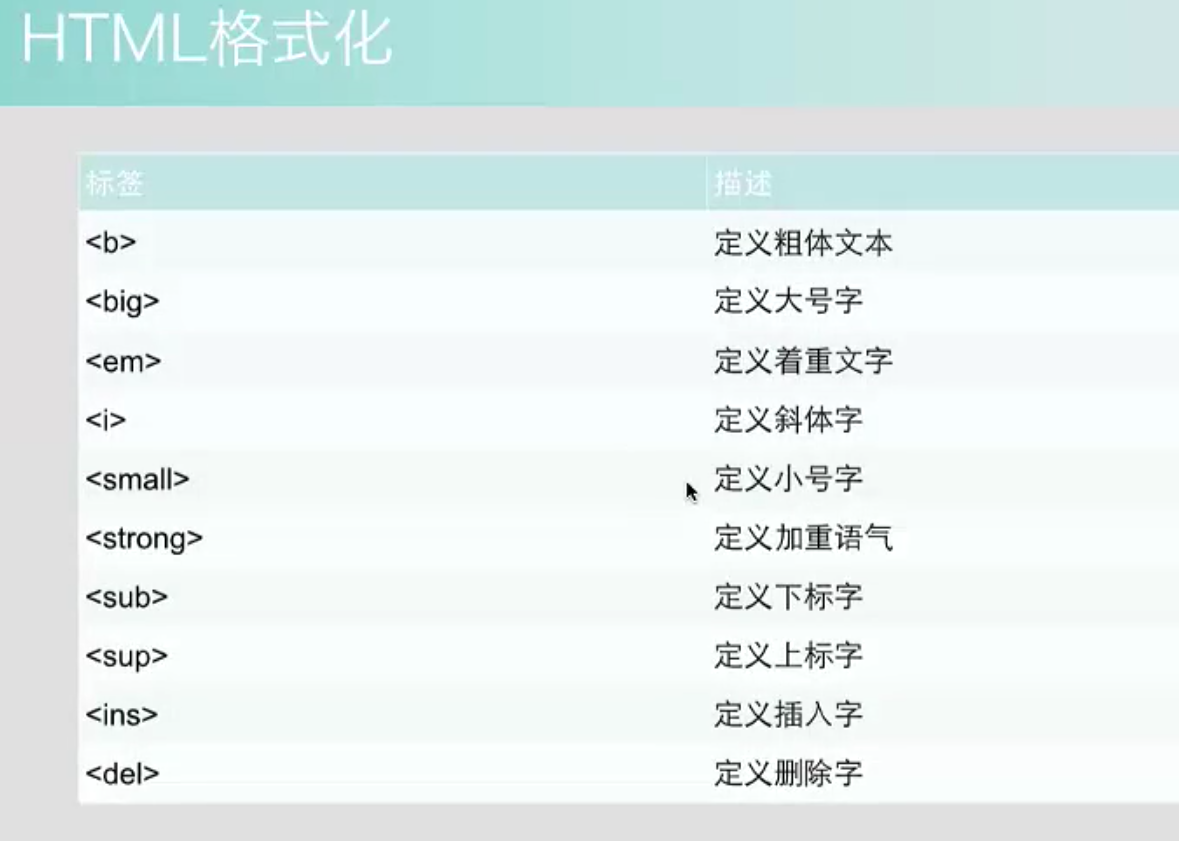 HTML格式化
标签 描述
<b> 定义粗体文本
<big> 定义大号字
<em> 定义着重文字
<i> 定义斜体字
<small> 定义小号字
<strong> 定义加重语气
<sub> 定义下标字
<sup> 定义上标字
<ins> 定义插入字
<del> 定义删除字